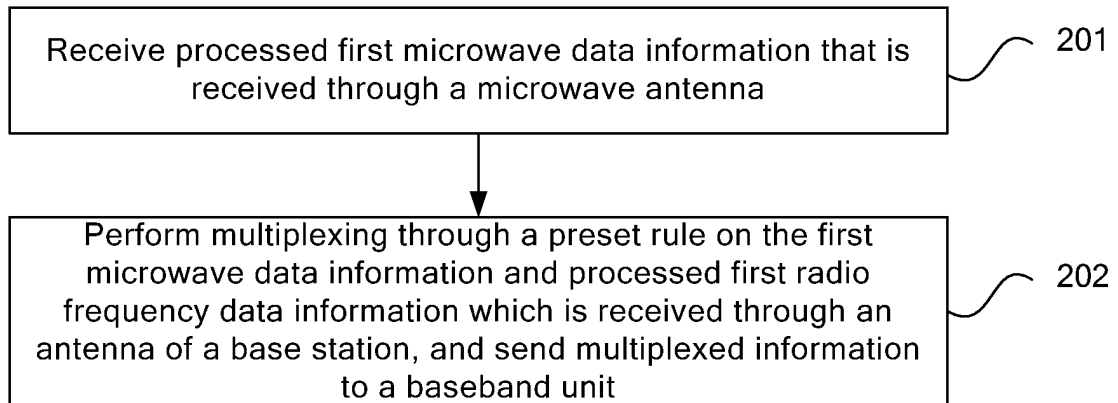 Receive processed first microwave data information that is
received through a microwave antenna
201
Perform multiplexing through a preset rule on the first
microwave data information and processed first radio
frequency data information which is received through an
antenna of a base station, and send multiplexed information
to a baseband unit
202